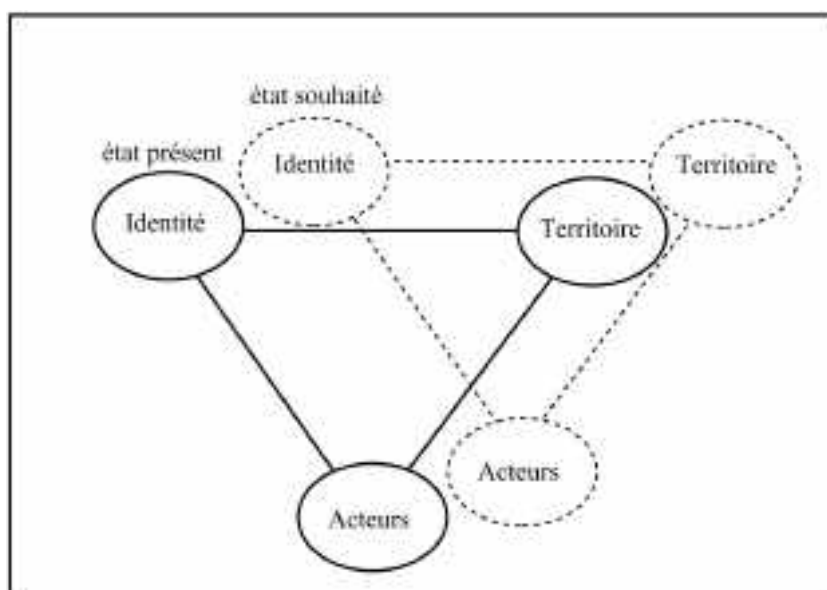 état souhaité
état présent
Identité
Territoire
Identité
Territoire
Acteurs
Acteurs